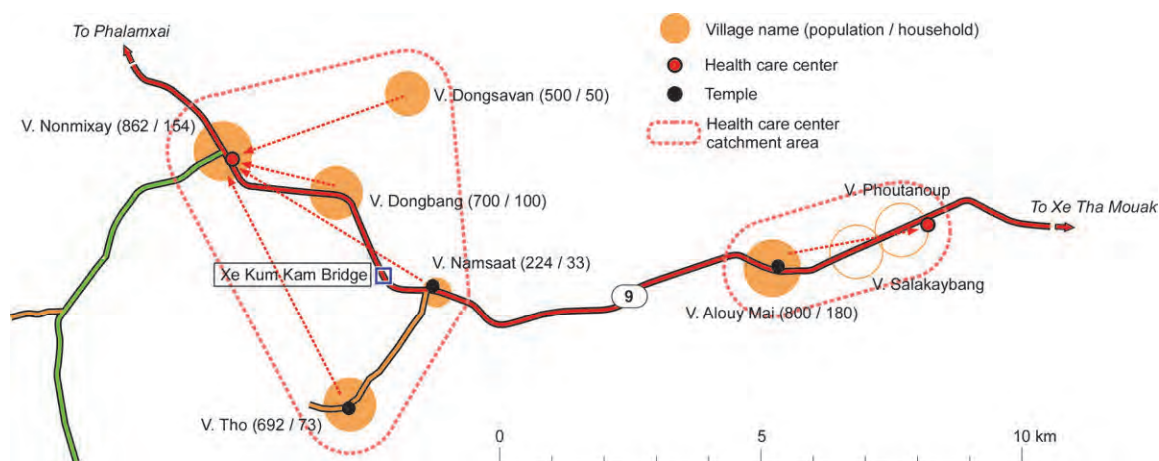 To Phalamxai
V. Nonmixay (862 / 154)
V. Dongsavan (500 / 50)
V. Dongbang (700 / 100)
V. Namsaat (224 / 33)
Xe Kum Kam Bridge
V. Tho (692 / 73)
9
V. Phoutanoup
To Xe Tha Mouak
V. Salakaybang
V. Alouy Mai (800 / 180)
Village name (population / household)
Health care center
Temple
Health care center
catchment area
0
5
10 km